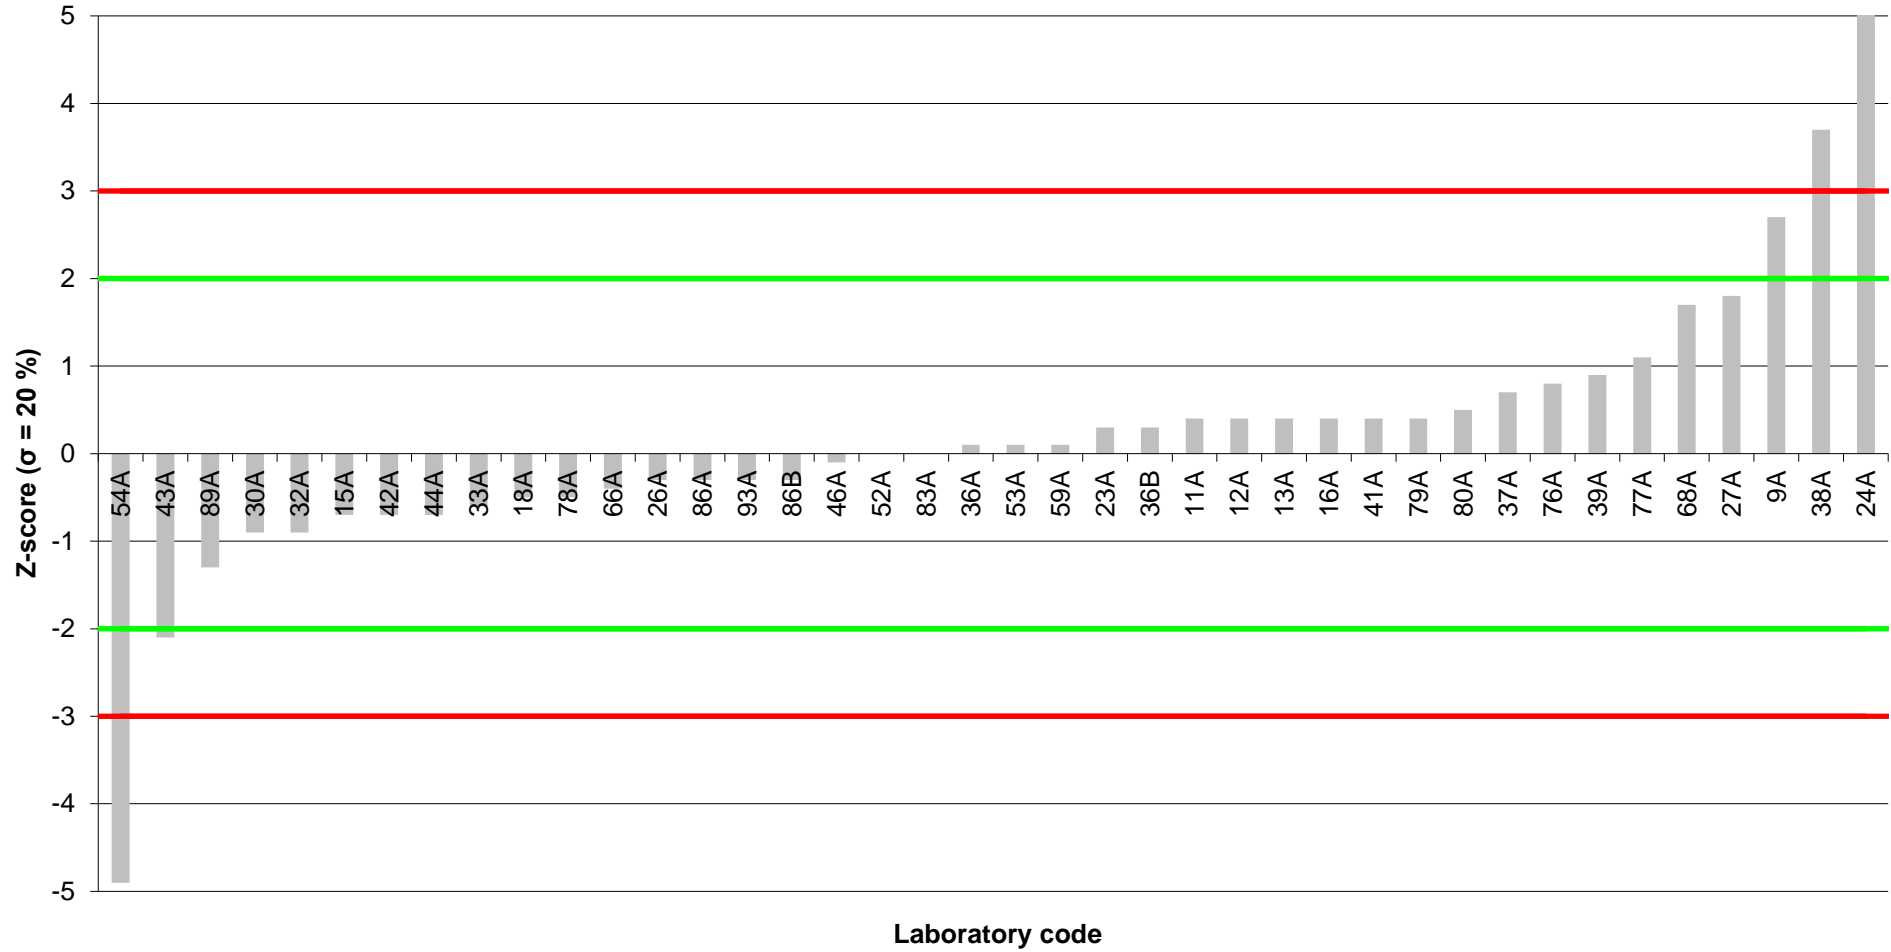 5
4
3
2
1
0
-1
-2
-3
-4
-5
Z-score (σ = 20 %)
54A
43A
89A
30A
32A
15A
42A
44A
33A
18A
78A
66A
26A
86A
93A
86B
46A
52A
83A
36A
53A
59A
23A
36B
11A
12A
13A
16A
41A
79A
80A
37A
76A
39A
77A
68A
27A
9A
38A
24A
Laboratory code